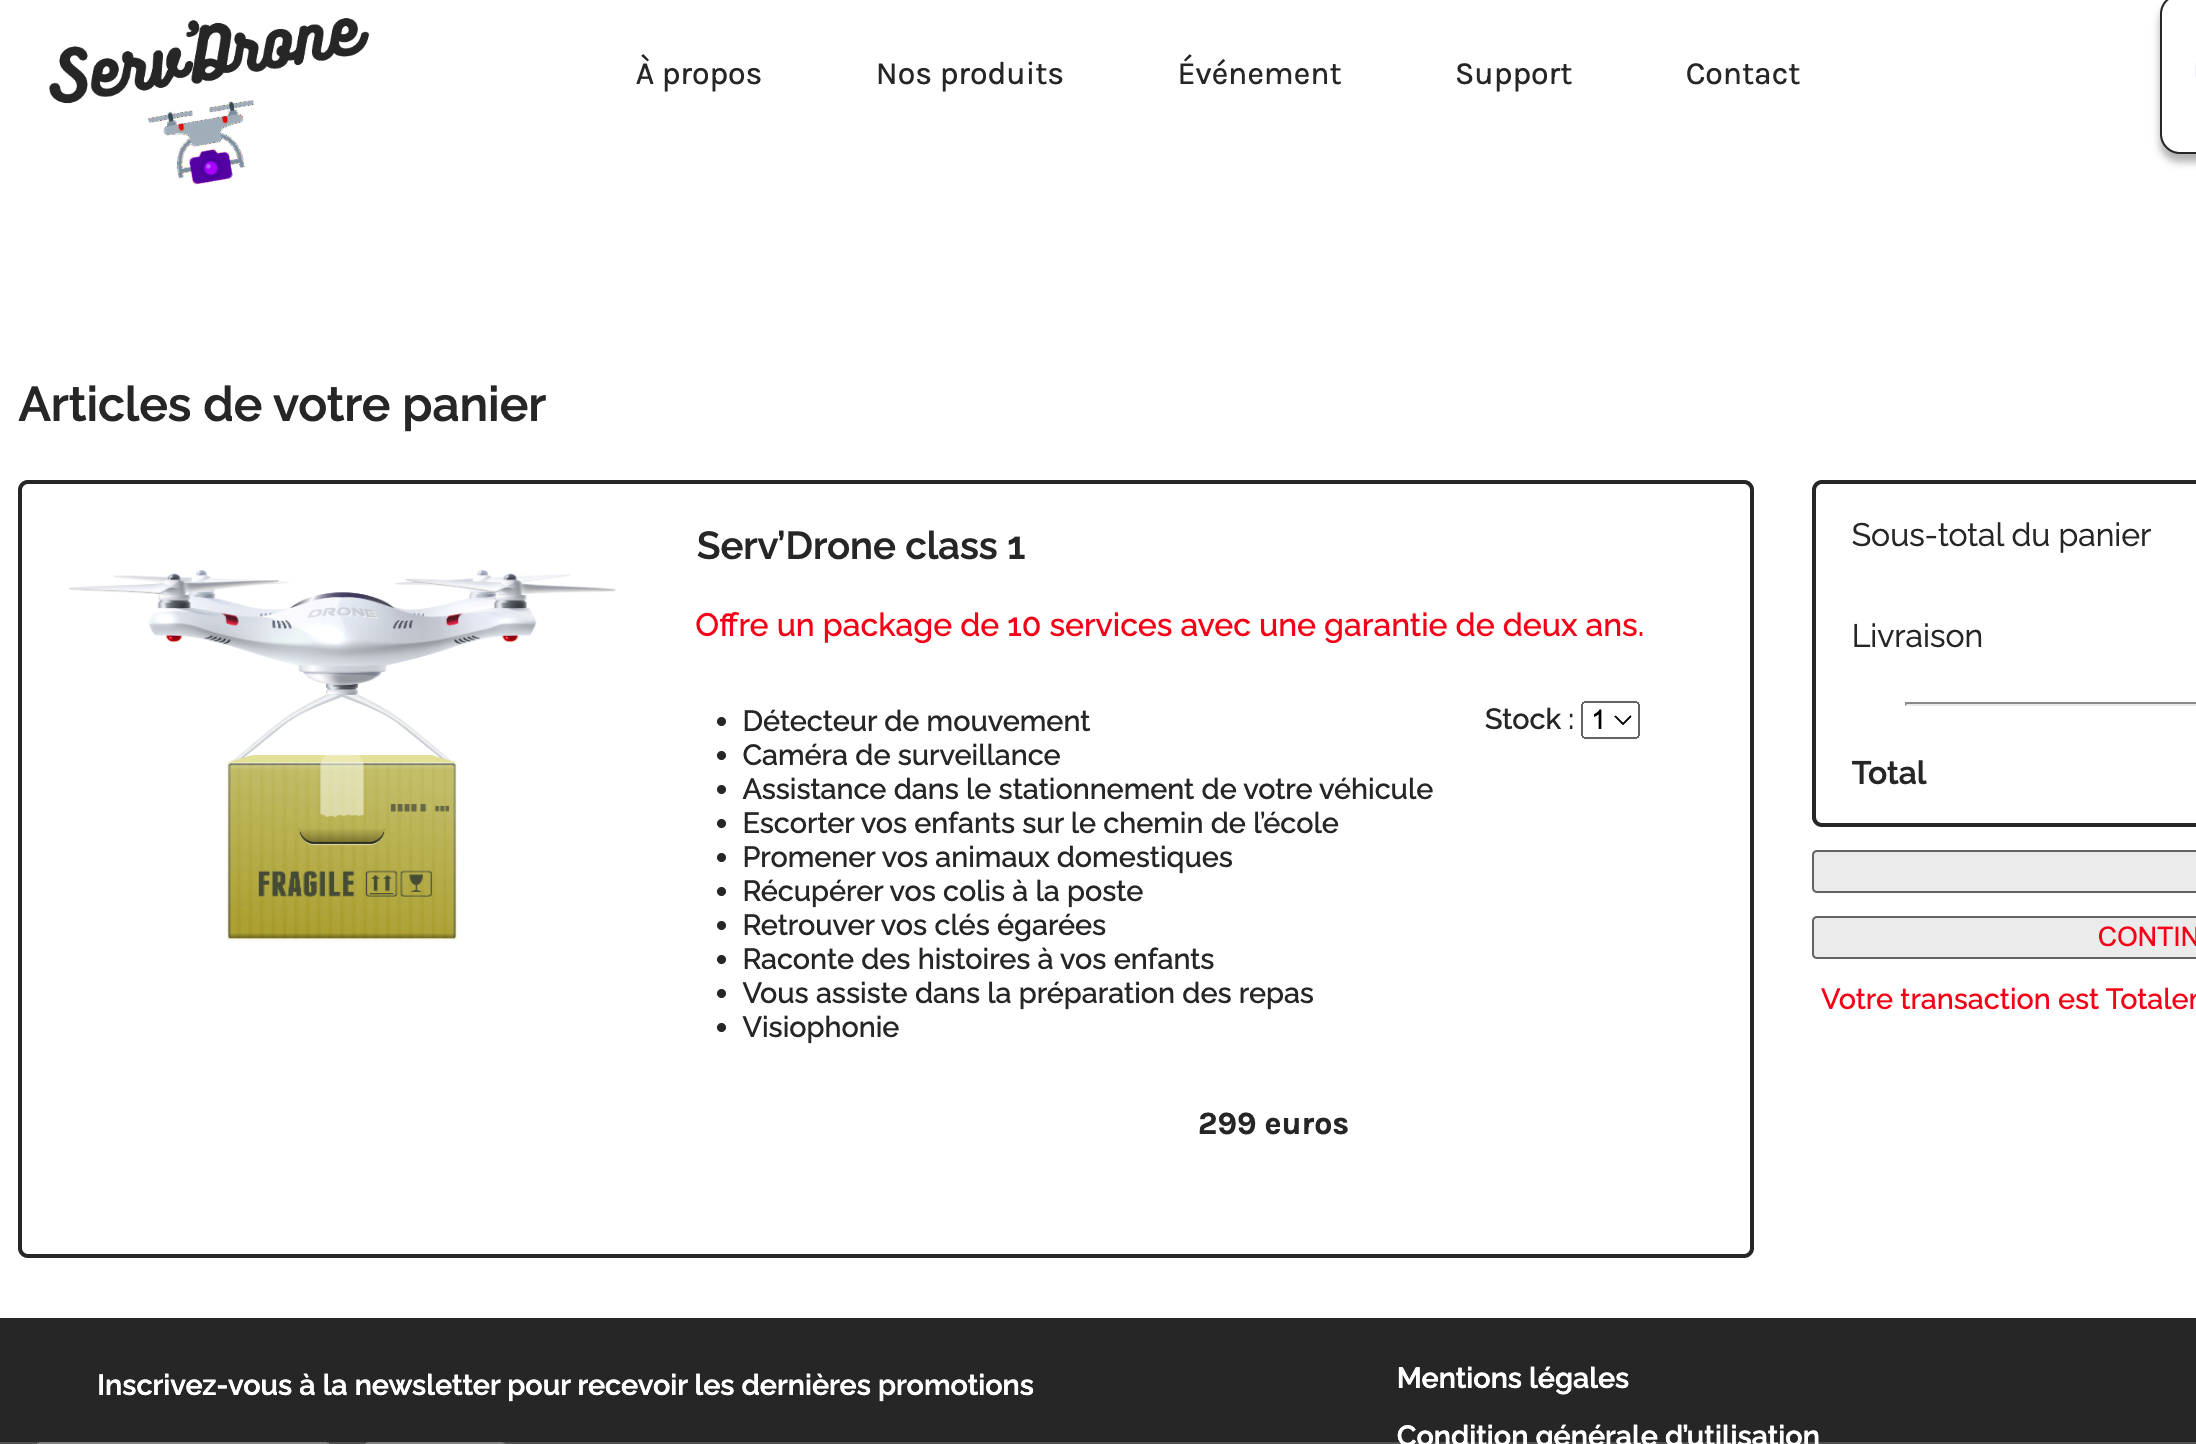 Serv'Drone
À propos
Nos produits
Événement
Support
Contact
Articles de votre panier
DRONE
FRAGILE
Serv'Drone class 1
Offre un package de 10 services avec une garantie de deux ans.
Stock : 1
• Détecteur de mouvement
• Caméra de surveillance
• Assistance dans le stationnement de votre véhicule
• Escorter vos enfants sur le chemin de l'école
• Promener vos animaux domestiques
• Récupérer vos colis à la poste
• Retrouver vos clés égarées
• Raconte des histoires à vos enfants
• Vous assiste dans la préparation des repas
• Visiophonie
299 euros
Sous-total du panier
Livraison
Total
CONTIN
Votre transaction est Totaler
Inscrivez-vous à la newsletter pour recevoir les dernières promotions
Mentions légales
Condition générale d'utilisation